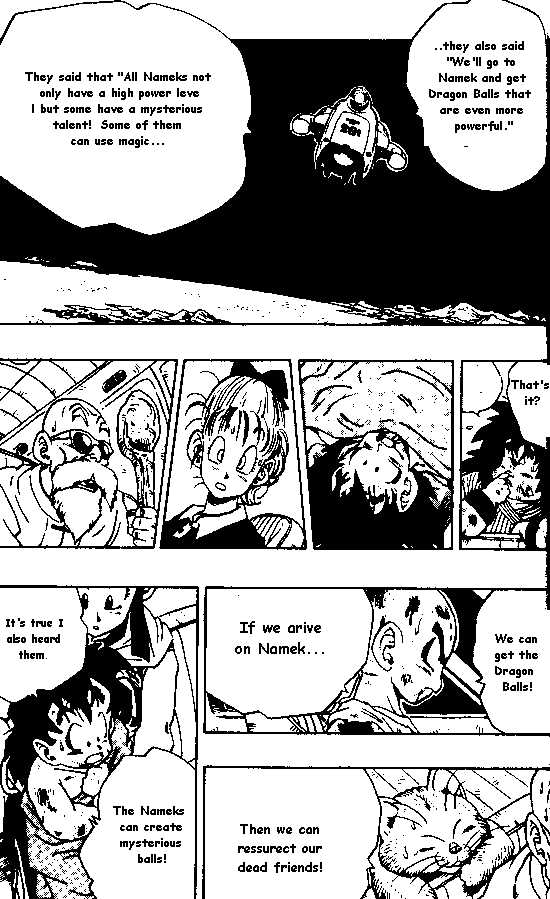 They said that "All Nameks not
only have a high power leve
l but some have a mysterious
talent! Some of them
can use magic...
..they also said
"We'll go to
Namek and get
Dragon Balls that
are even more
powerful."
That's
it?
It's true I
also heard
them.
The Nameks
can create
mysterious
balls!
If we arive
on Namek...
We can
get the
Dragon
Balls!
Then we can
ressurect our
dead friends!